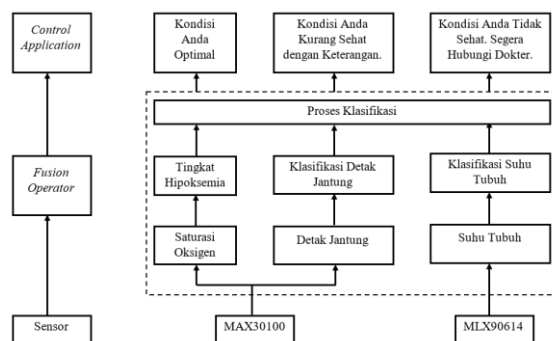 Control
Application
Kondisi
Anda
Optimal
Kondisi Anda
Kurang Sehat
dengan Keterangan.
Kondisi Anda Tidak
Sehat. Segera
Hubungi Dokter.
Proses Klasifikasi
Fusion
Operator
Tingkat
Hipoksemia
Klasifikasi Detak
Jantung
Klasifikasi Suhu
Tubuh
Saturasi
Oksigen
Detak Jantung
Suhu Tubuh
Sensor
MAX30100
MLX90614